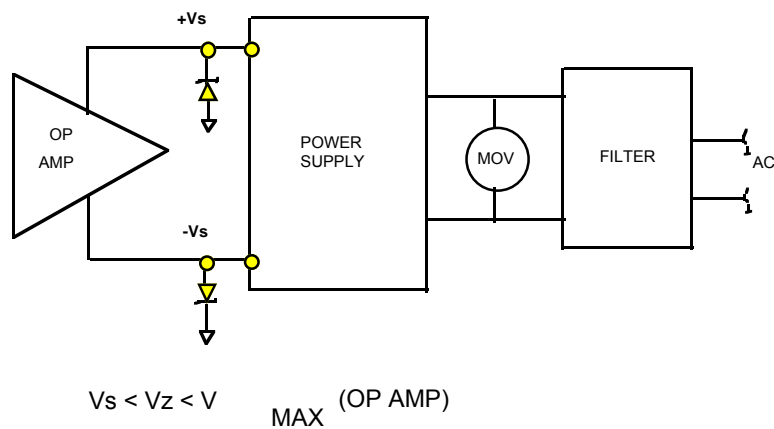 +Vs
OP
AMP
POWER
SUPPLY
MOV
FILTER
AC
-Vs
Vs < Vz < V MAX (OP AMP)